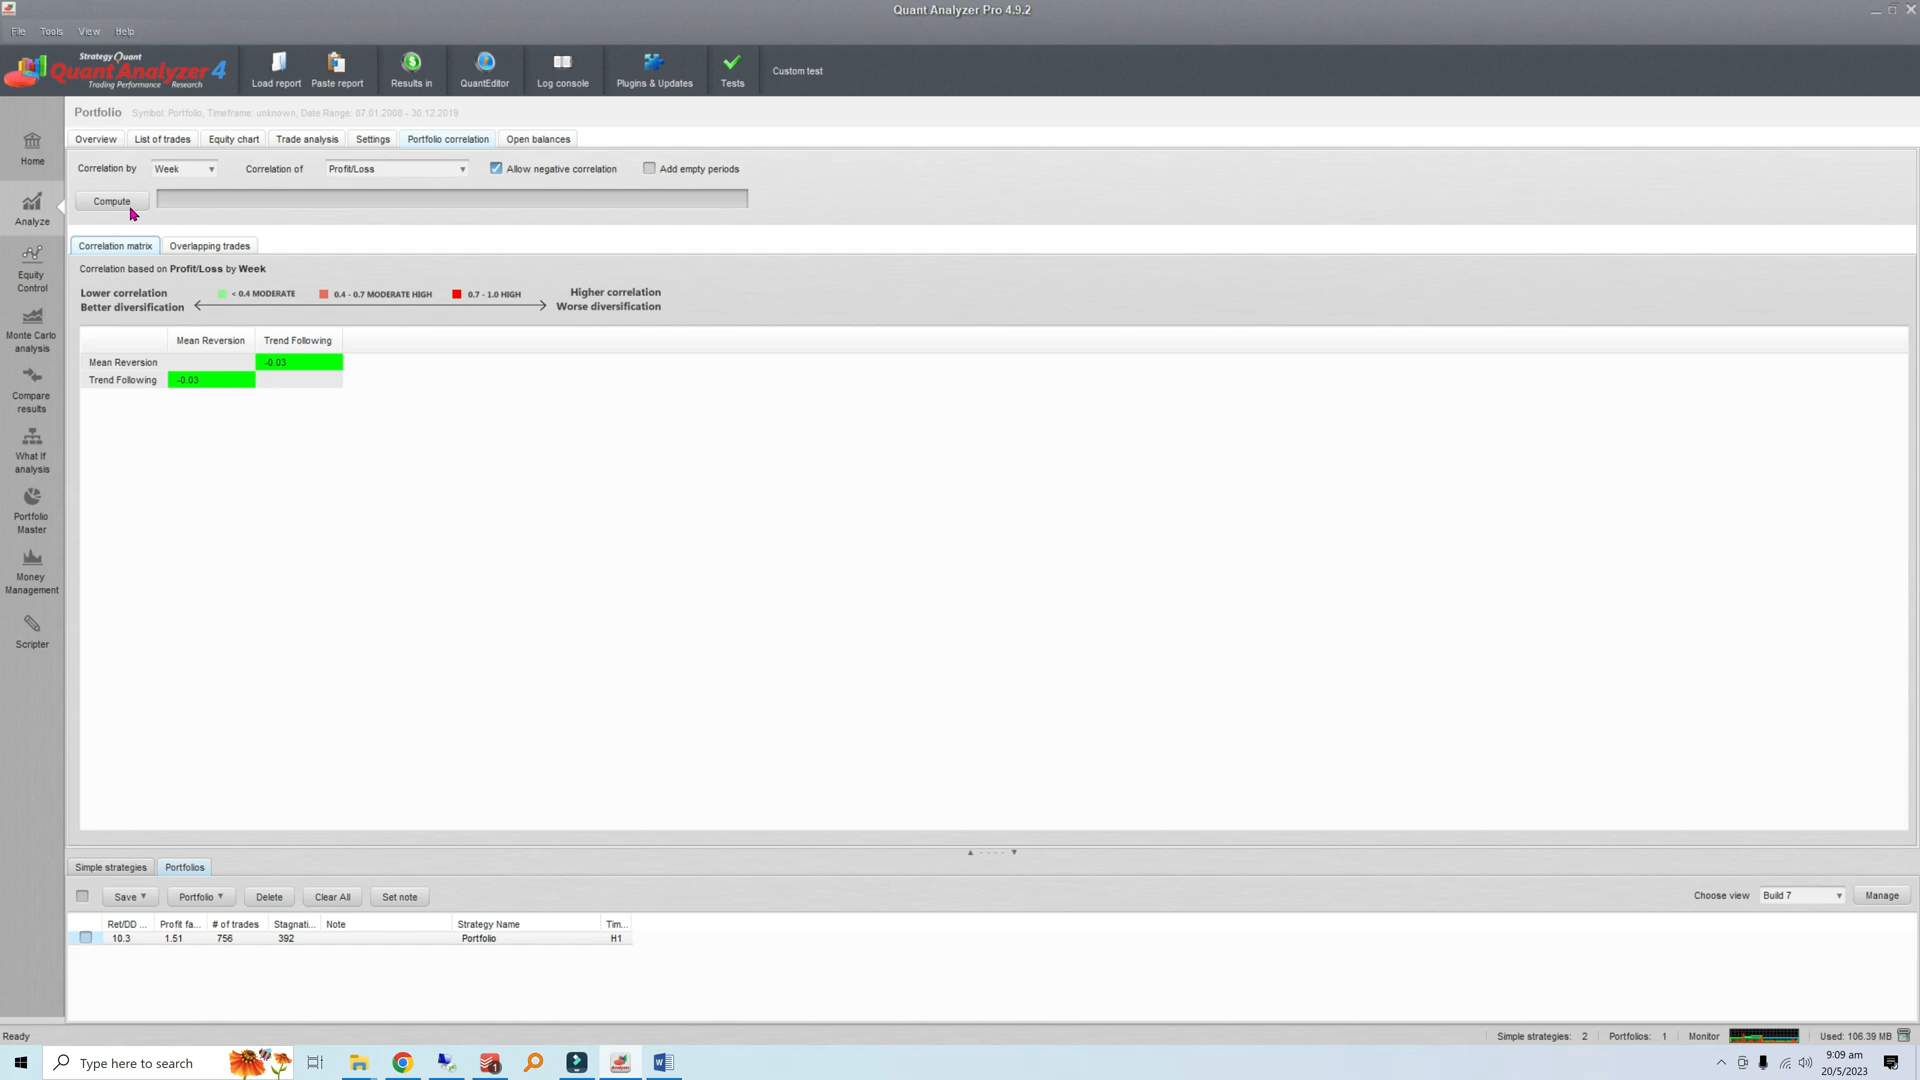 Quant Analyzer Pro 4.9.2
File Tools View Help
Strategy Quant
QuantAnalyzer 4
Trading Performance Research
Load report Paste report Results in QuantEditor Log console Plugins & Updates Tests Custom test
Portfolio Symbol: Portfolio, Timeframe: unknown, Date Range: 07.01.2008 - 30.12.2019
Overview List of trades Equity chart Trade analysis Settings Portfolio correlation Open balances
Correlation by Week Correlation of Profit/Loss Allow negative correlation Add empty periods
Compute
Home
Analyze
Equity
Control
Monte Carlo
analysis
Compare
results
What If
analysis
Portfolio
Master
Money
Management
Scripter
Correlation matrix Overlapping trades
Correlation based on Profit/Loss by Week
Lower correlation < 0.4 MODERATE 0.4 - 0.7 MODERATE HIGH 0.7 - 1.0 HIGH Higher correlation
Better diversification Worse diversification
Mean Reversion Trend Following
Mean Reversion -0.03
Trend Following -0.03
Simple strategies Portfolios
Save Portfolio Delete Clear All Set note Choose view Build 7 Manage
Ret/DD ... Profit fa... # of trades Stagnati... Note Strategy Name Tim...
10.3 1.51 756 392 Portfolio H1
Ready Simple strategies: 2 Portfolios: 1 Monitor Used: 106.39 MB
Type here to search 1 9:09 am
20/5/2023